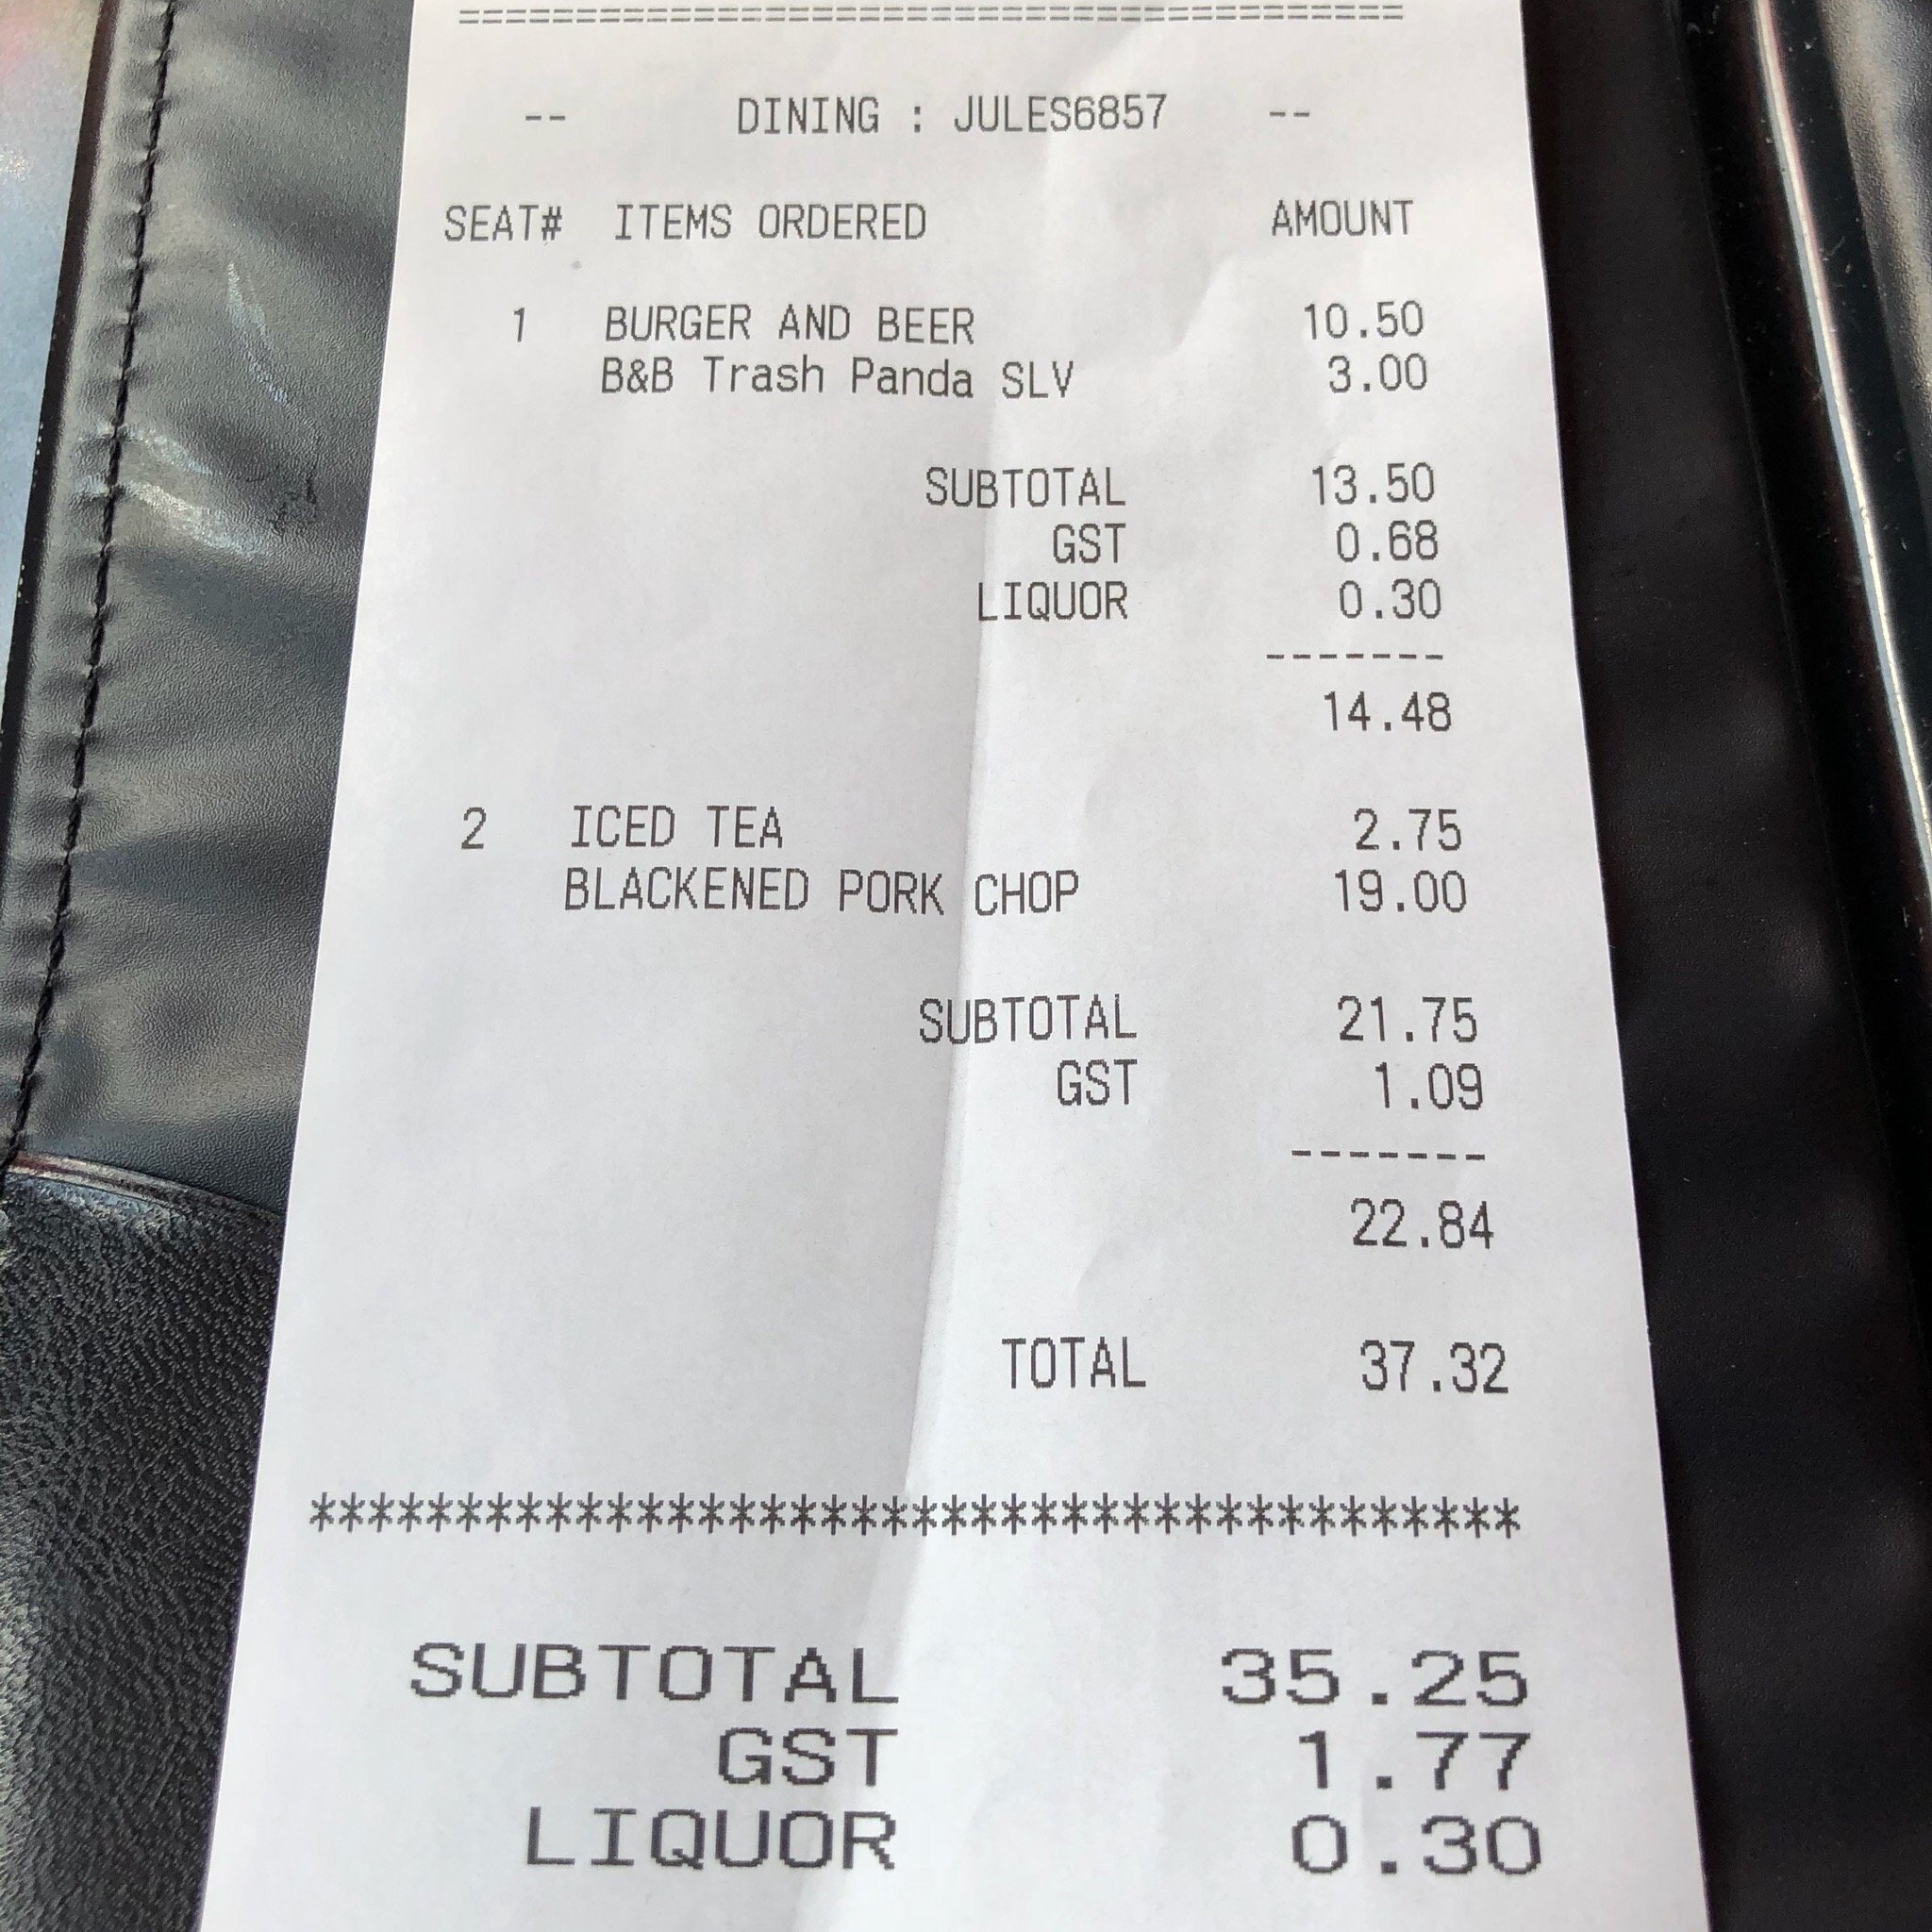 ==========================================
-- DINING : JULES6857 --
SEAT# ITEMS ORDERED AMOUNT
1 BURGER AND BEER 10.50
B&B Trash Panda SLV 3.00
SUBTOTAL 13.50
GST 0.68
LIQUOR 0.30
-------
14.48
2 ICED TEA 2.75
BLACKENED PORK CHOP 19.00
SUBTOTAL 21.75
GST 1.09
-------
22.84
TOTAL 37.32
****************************************
SUBTOTAL 35.25
GST 1.77
LIQUOR 0.30